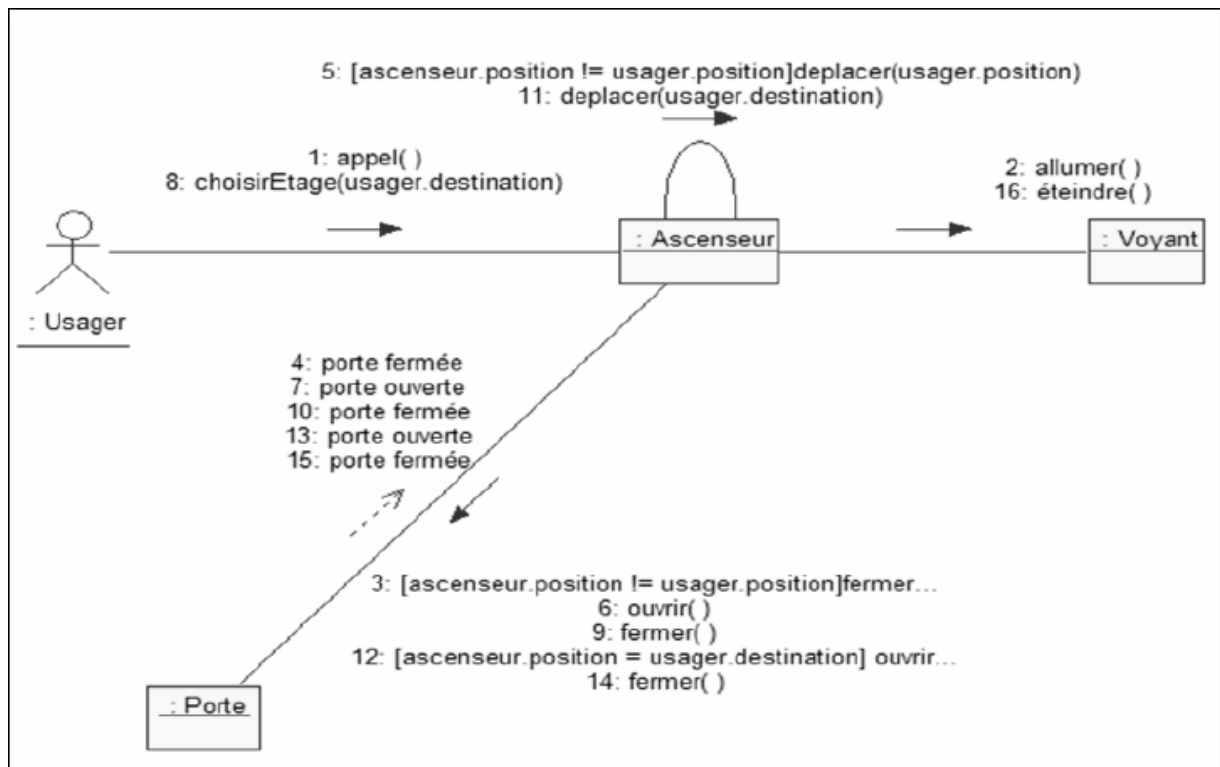 5: [ascenseur.position != usager.position]deplacer(usager.position)
11: deplacer(usager.destination)
1: appel( )
8: choisirEtage(usager.destination)
2: allumer( )
16: éteindre( )
: Ascenseur
: Voyant
: Usager
4: porte fermée
7: porte ouverte
10: porte fermée
13: porte ouverte
15: porte fermée
3: [ascenseur.position != usager.position]fermer...
6: ouvrir( )
9: fermer( )
12: [ascenseur.position = usager.destination] ouvrir...
14: fermer( )
: Porte